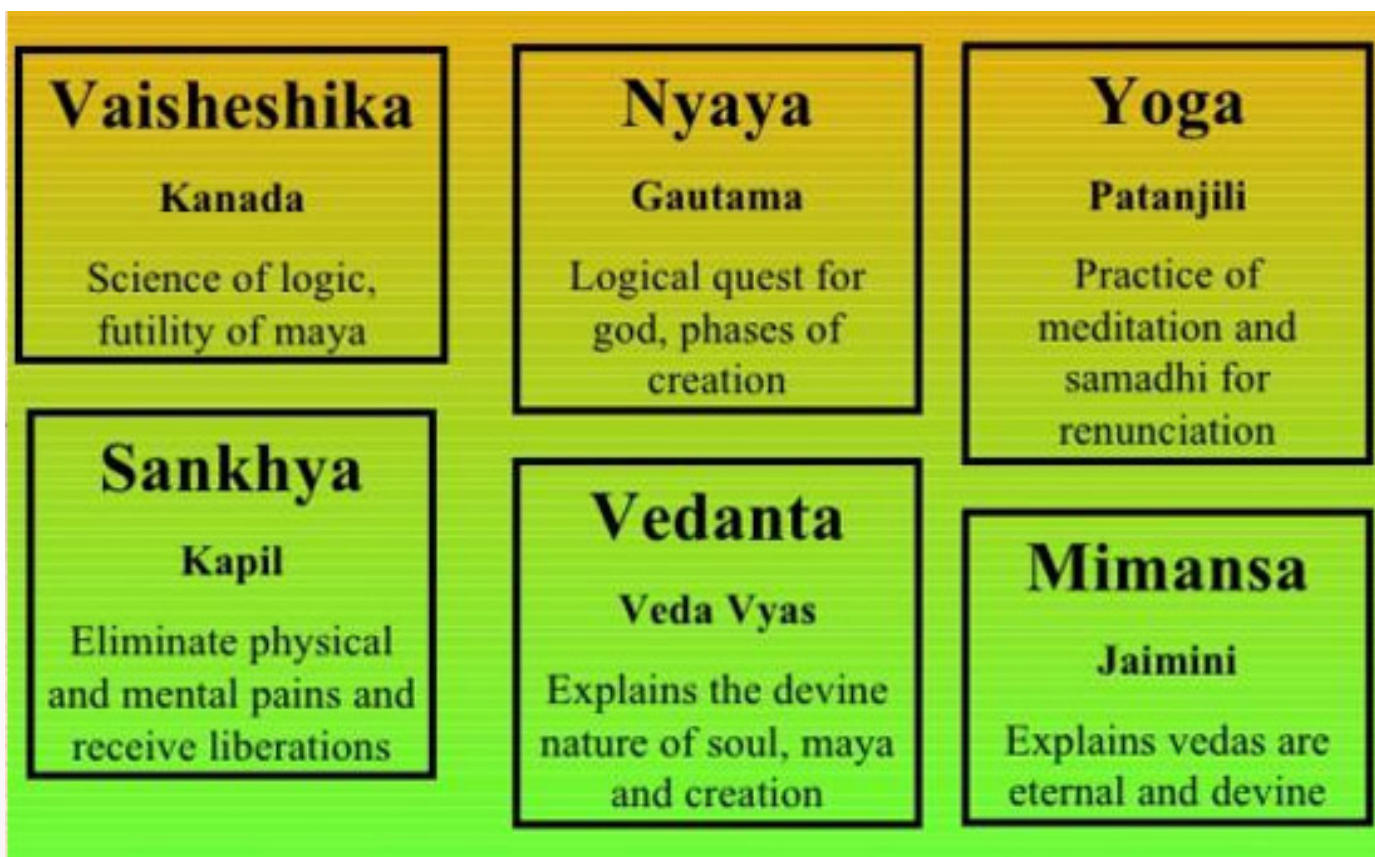 Vaisheshika
Kanada
Science of logic,
futility of maya
Nyaya
Gautama
Logical quest for
god, phases of
creation
Yoga
Patanjili
Practice of
meditation and
samadhi for
renunciation
Sankhya
Kapil
Eliminate physical
and mental pains and
receive liberations
Vedanta
Veda Vyas
Explains the devine
nature of soul, maya
and creation
Mimansa
Jaimini
Explains vedas are
eternal and devine